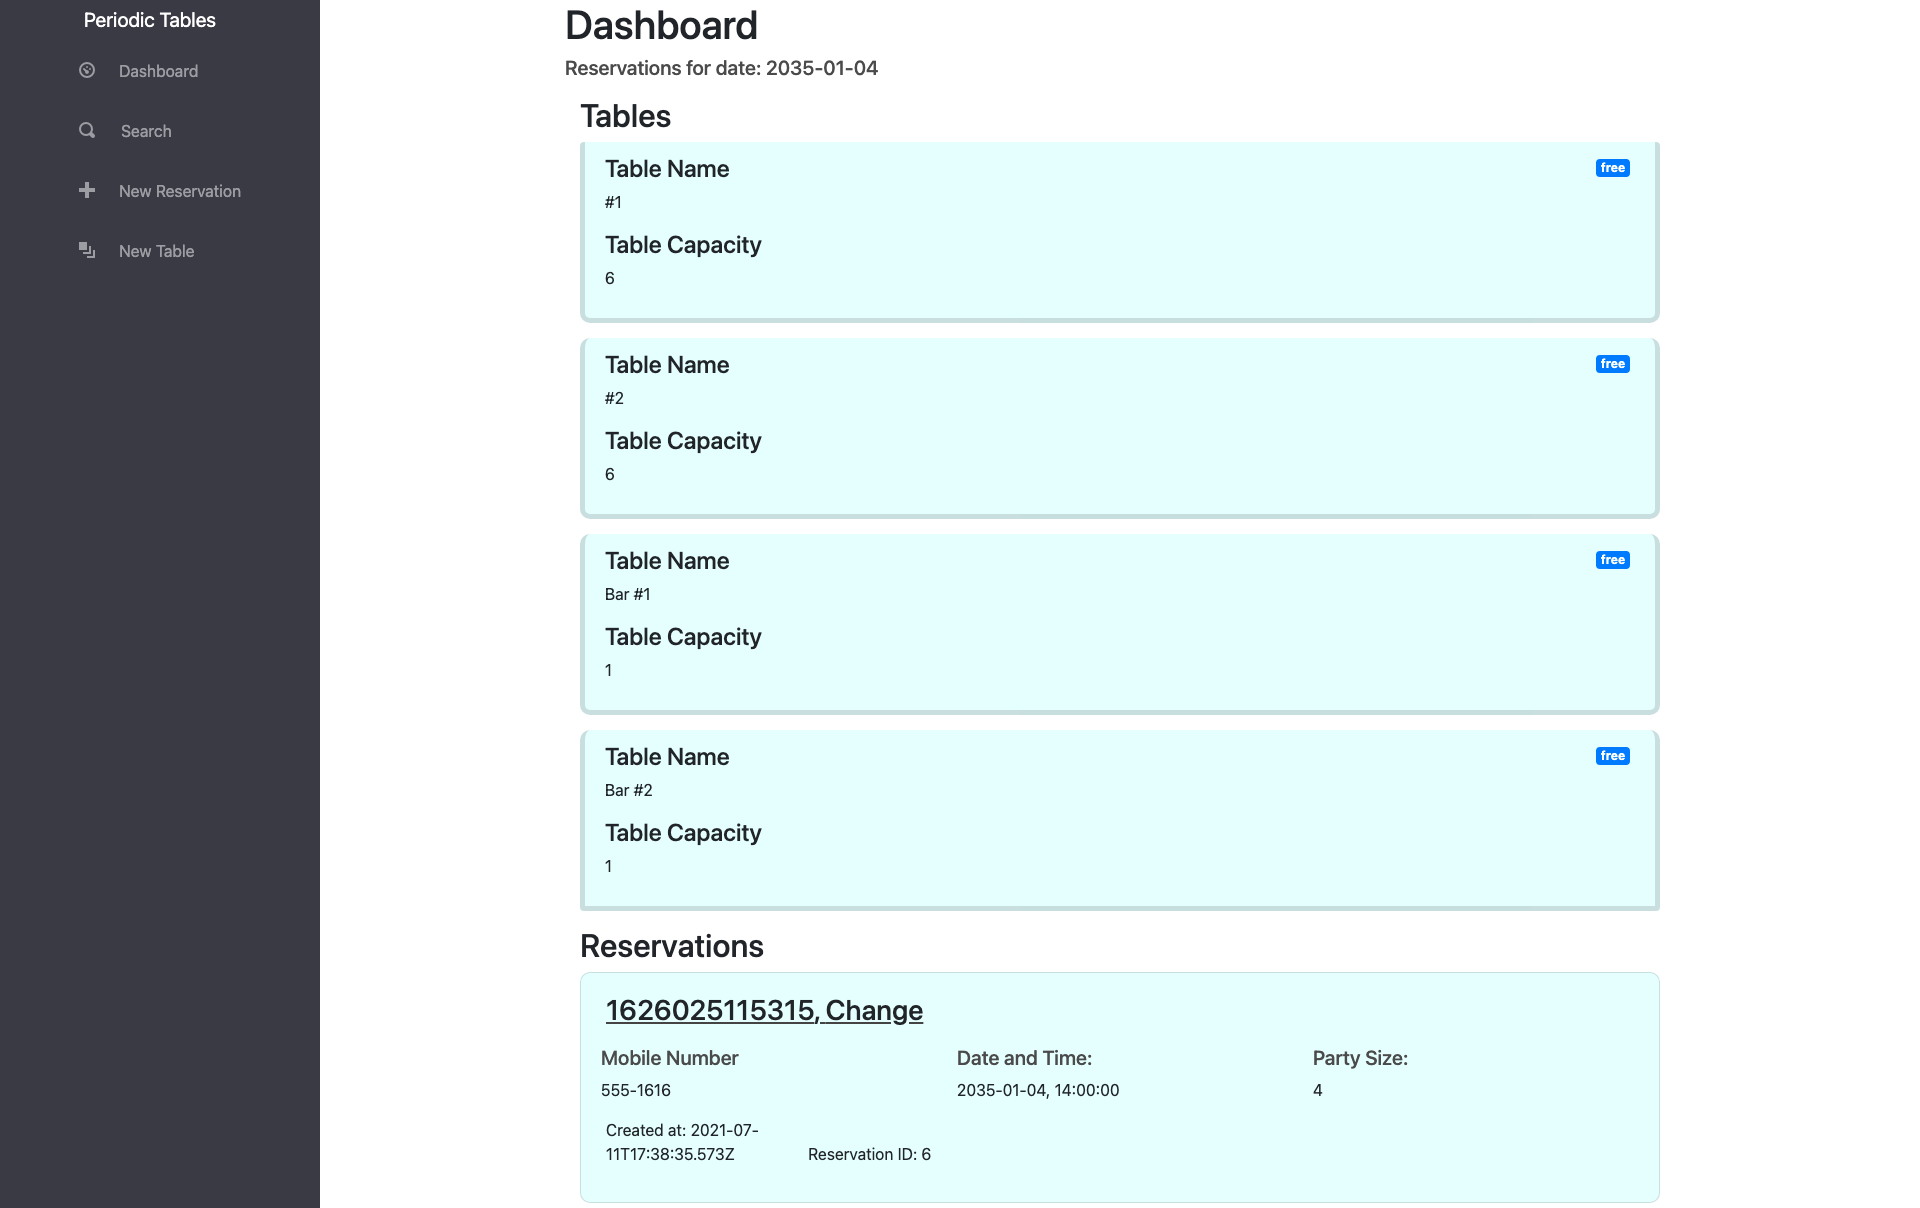 Periodic Tables
Dashboard
Search
New Reservation
New Table
Dashboard
Reservations for date: 2035-01-04
Tables
Table Name
free
#1
Table Capacity
6
Table Name
free
#2
Table Capacity
6
Table Name
free
Bar #1
Table Capacity
1
Table Name
free
Bar #2
Table Capacity
1
Reservations
1626025115315, Change
Mobile Number
555-1616
Date and Time:
2035-01-04, 14:00:00
Party Size:
4
Created at: 2021-07-
11T17:38:35.573Z
Reservation ID: 6